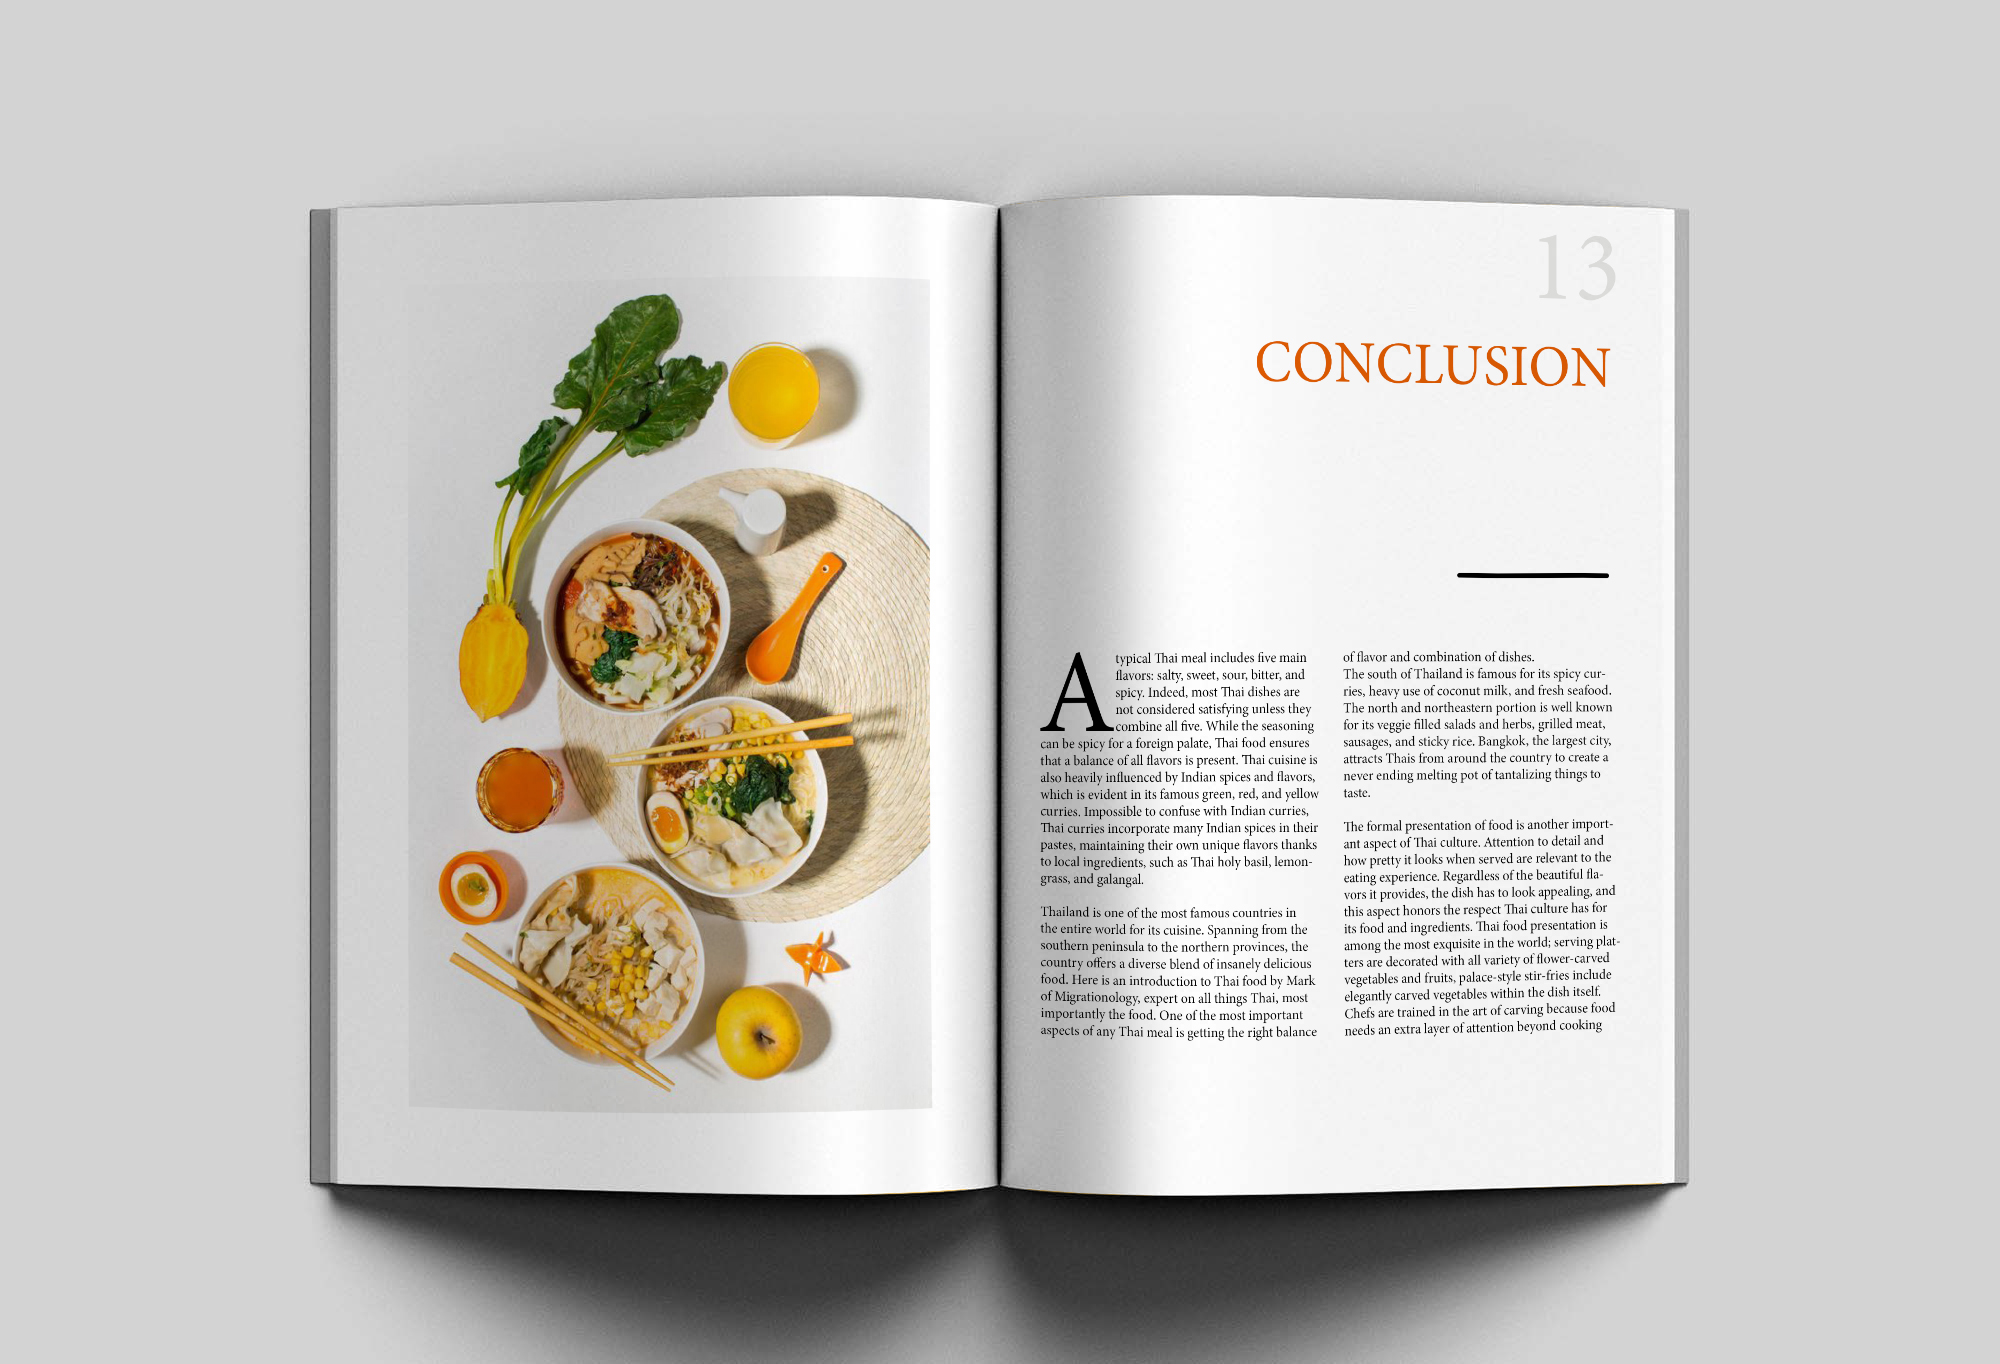 13
CONCLUSION
A typical Thai meal includes five main
flavors: salty, sweet, sour, bitter, and
spicy. Indeed, most Thai dishes are
not considered satisfying unless they
combine all five. While the seasoning
can be spicy for a foreign palate, Thai food ensures
that a balance of all flavors is present. Thai cuisine is
also heavily influenced by Indian spices and flavors,
which is evident in its famous green, red, and yellow
curries. Impossible to confuse with Indian curries,
Thai curries incorporate many Indian spices in their
pastes, maintaining their own unique flavors thanks
to local ingredients, such as Thai holy basil, lemon-
grass, and galangal.
Thailand is one of the most famous countries in
the entire world for its cuisine. Spanning from the
southern peninsula to the northern provinces, the
country offers a diverse blend of insanely delicious
food. Here is an introduction to Thai food by Mark
of Migrationology, expert on all things Thai, most
importantly the food. One of the most important
aspects of any Thai meal is getting the right balance
of flavor and combination of dishes.
The south of Thailand is famous for its spicy cur-
ries, heavy use of coconut milk, and fresh seafood.
The north and northeastern portion is well known
for its veggie filled salads and herbs, grilled meat,
sausages, and sticky rice. Bangkok, the largest city,
attracts Thais from around the country to create a
never ending melting pot of tantalizing things to
taste.
The formal presentation of food is another import-
ant aspect of Thai culture. Attention to detail and
how pretty it looks when served are relevant to the
eating experience. Regardless of the beautiful fla-
vors it provides, the dish has to look appealing, and
this aspect honors the respect Thai culture has for
its food and ingredients. Thai food presentation is
among the most exquisite in the world; serving plat-
ters are decorated with all variety of flower-carved
vegetables and fruits, palace-style stir-fries include
elegantly carved vegetables within the dish itself.
Chefs are trained in the art of carving because food
needs an extra layer of attention beyond cooking